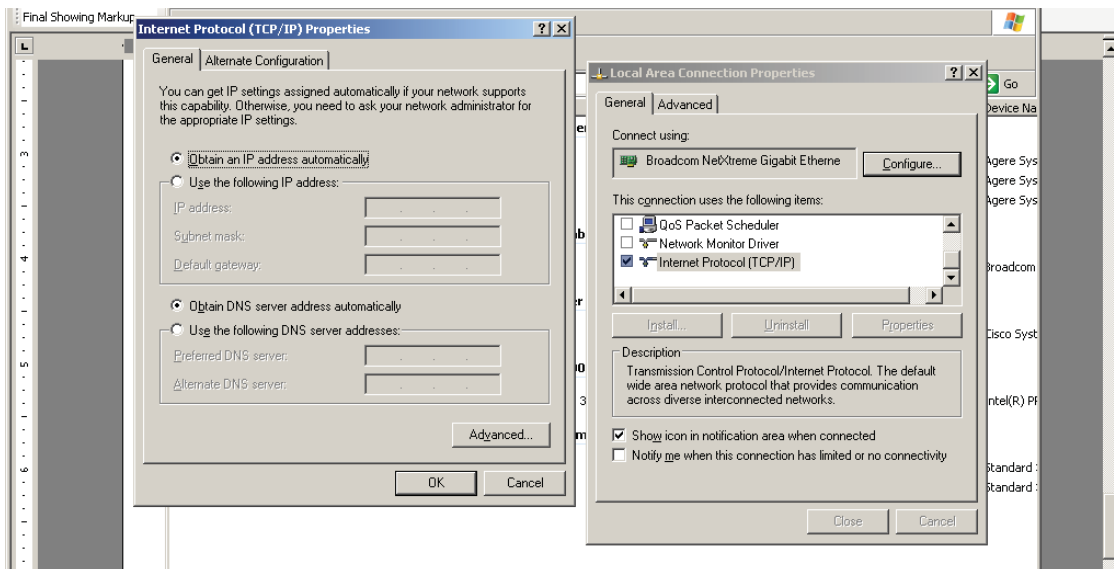 Final Showing Markup
Internet Protocol (TCP/IP) Properties
General
Alternate Configuration
You can get IP settings assigned automatically if your network supports
this capability. Otherwise, you need to ask your network administrator for
the appropriate IP settings.
Obtain an IP address automatically
Use the following IP address:
IP address:
Subnet mask:
Default gateway:
Obtain DNS server address automatically
Use the following DNS server addresses:
Preferred DNS server:
Alternate DNS server:
Advanced...
OK
Cancel
Local Area Connection Properties
General
Advanced
Connect using:
Broadcom NetXtreme Gigabit Etherne
Configure...
This connection uses the following items:
QoS Packet Scheduler
Network Monitor Driver
Internet Protocol (TCP/IP)
Install...
Uninstall
Properties
Description
Transmission Control Protocol/Internet Protocol. The default
wide area network protocol that provides communication
across diverse interconnected networks.
Show icon in notification area when connected
Notify me when this connection has limited or no connectivity
Close
Cancel
Go
Device Na
Agere Sys
Agere Sys
Agere Sys
Broadcom
Cisco Syst
Intel(R) PR
Standard
Standard
3
4
5
6